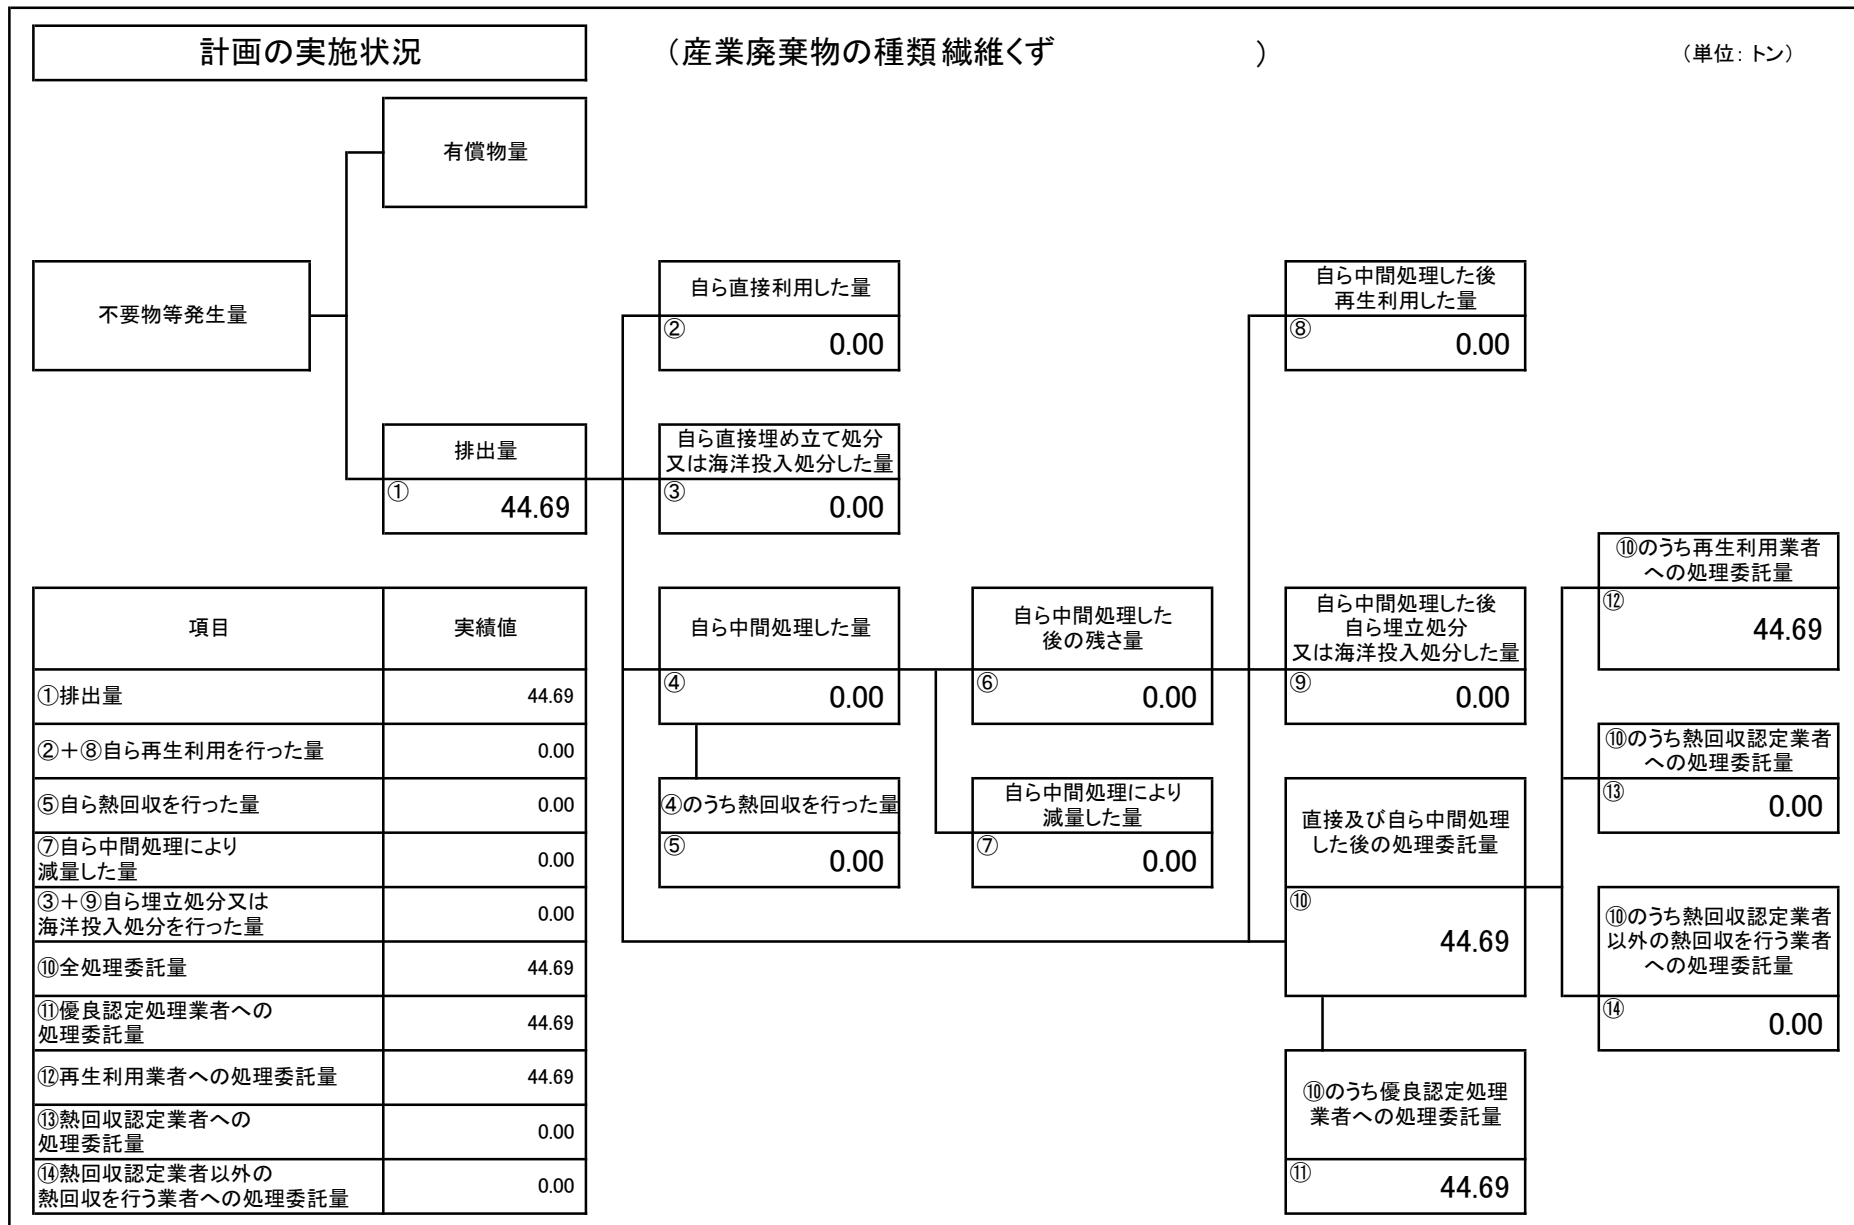 計画の実施状況
（産業廃棄物の種類 繊維くず　　　　　　　）
（単位：トン）
有償物量
不要物等発生量
自ら直接利用した量
②
0.00
自ら中間処理した後
再生利用した量
⑧
0.00
排出量
①
44.69
自ら直接埋め立て処分
又は海洋投入処分した量
③
0.00
⑩のうち再生利用業者
への処理委託量
⑫
44.69
自ら中間処理した量
④
0.00
自ら中間処理した
後の残さ量
⑥
0.00
自ら中間処理した後
自ら埋立処分
又は海洋投入処分した量
⑨
0.00
⑩のうち熱回収認定業者
への処理委託量
⑬
0.00
④のうち熱回収を行った量
⑤
0.00
自ら中間処理により
減量した量
⑦
0.00
直接及び自ら中間処理
した後の処理委託量
⑩
44.69
⑩のうち熱回収認定業者
以外の熱回収を行う業者
への処理委託量
⑭
0.00
⑩のうち優良認定処理
業者への処理委託量
⑪
44.69
項目 実績値
①排出量 44.69
②＋⑧自ら再生利用を行った量 0.00
⑤自ら熱回収を行った量 0.00
⑦自ら中間処理により
減量した量 0.00
③＋⑨自ら埋立処分又は
海洋投入処分を行った量 0.00
⑩全処理委託量 44.69
⑪優良認定処理業者への
処理委託量 44.69
⑫再生利用業者への処理委託量 44.69
⑬熱回収認定業者への
処理委託量 0.00
⑭熱回収認定業者以外の
熱回収を行う業者への処理委託量 0.00